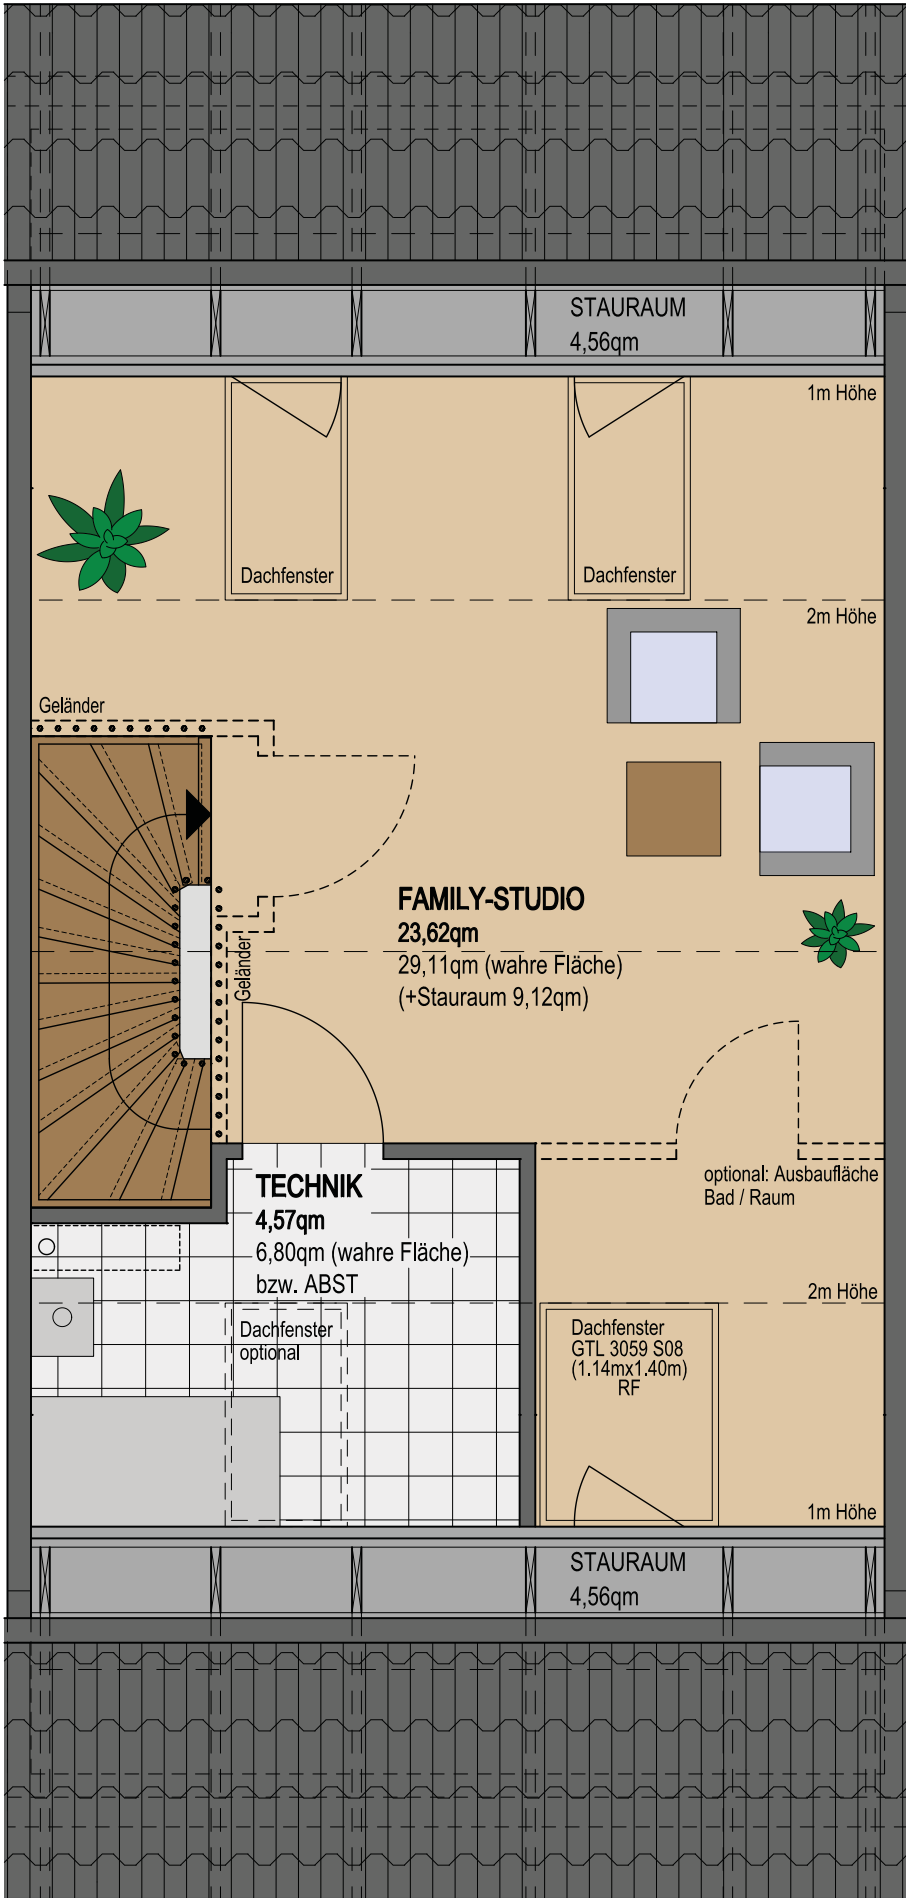 STAURAUM
4,56qm
1m Höhe
Dachfenster
Dachfenster
2m Höhe
Geländer
FAMILY-STUDIO
23,62qm
29,11qm (wahre Fläche)
(+Stauraum 9,12qm)
Geländer
TECHNIK
4,57qm
6,80qm (wahre Fläche)
bzw. ABST
optional: Ausbaufläche
Bad / Raum
2m Höhe
Dachfenster
optional
Dachfenster
GTL 3059 S08
(1.14mx1.40m)
RF
1m Höhe
STAURAUM
4,56qm